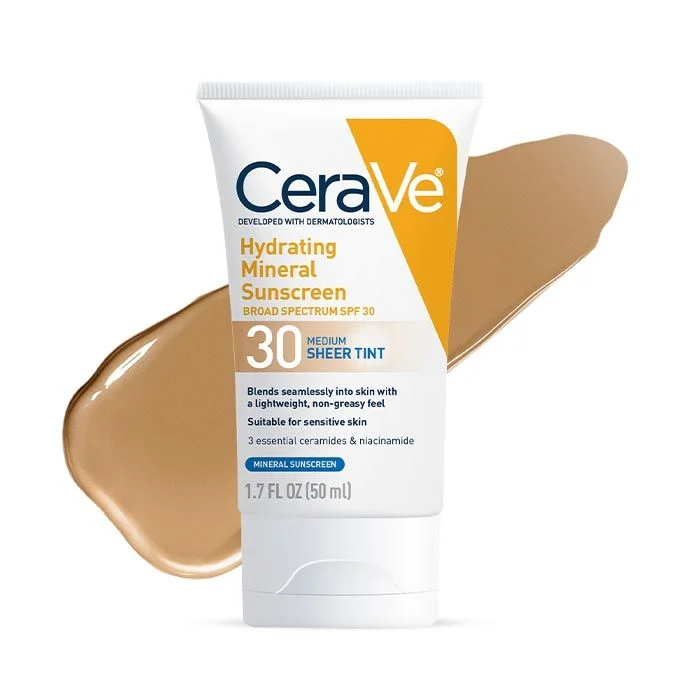 CeraVe®
DEVELOPED WITH DERMATOLOGISTS
Hydrating
Mineral
Sunscreen
BROAD SPECTRUM SPF 30
30 MEDIUM
SHEER TINT
Blends seamlessly into skin with
a lightweight, non-greasy feel
Suitable for sensitive skin
3 essential ceramides & niacinamide
MINERAL SUNSCREEN
1.7 FL OZ (50 ml)